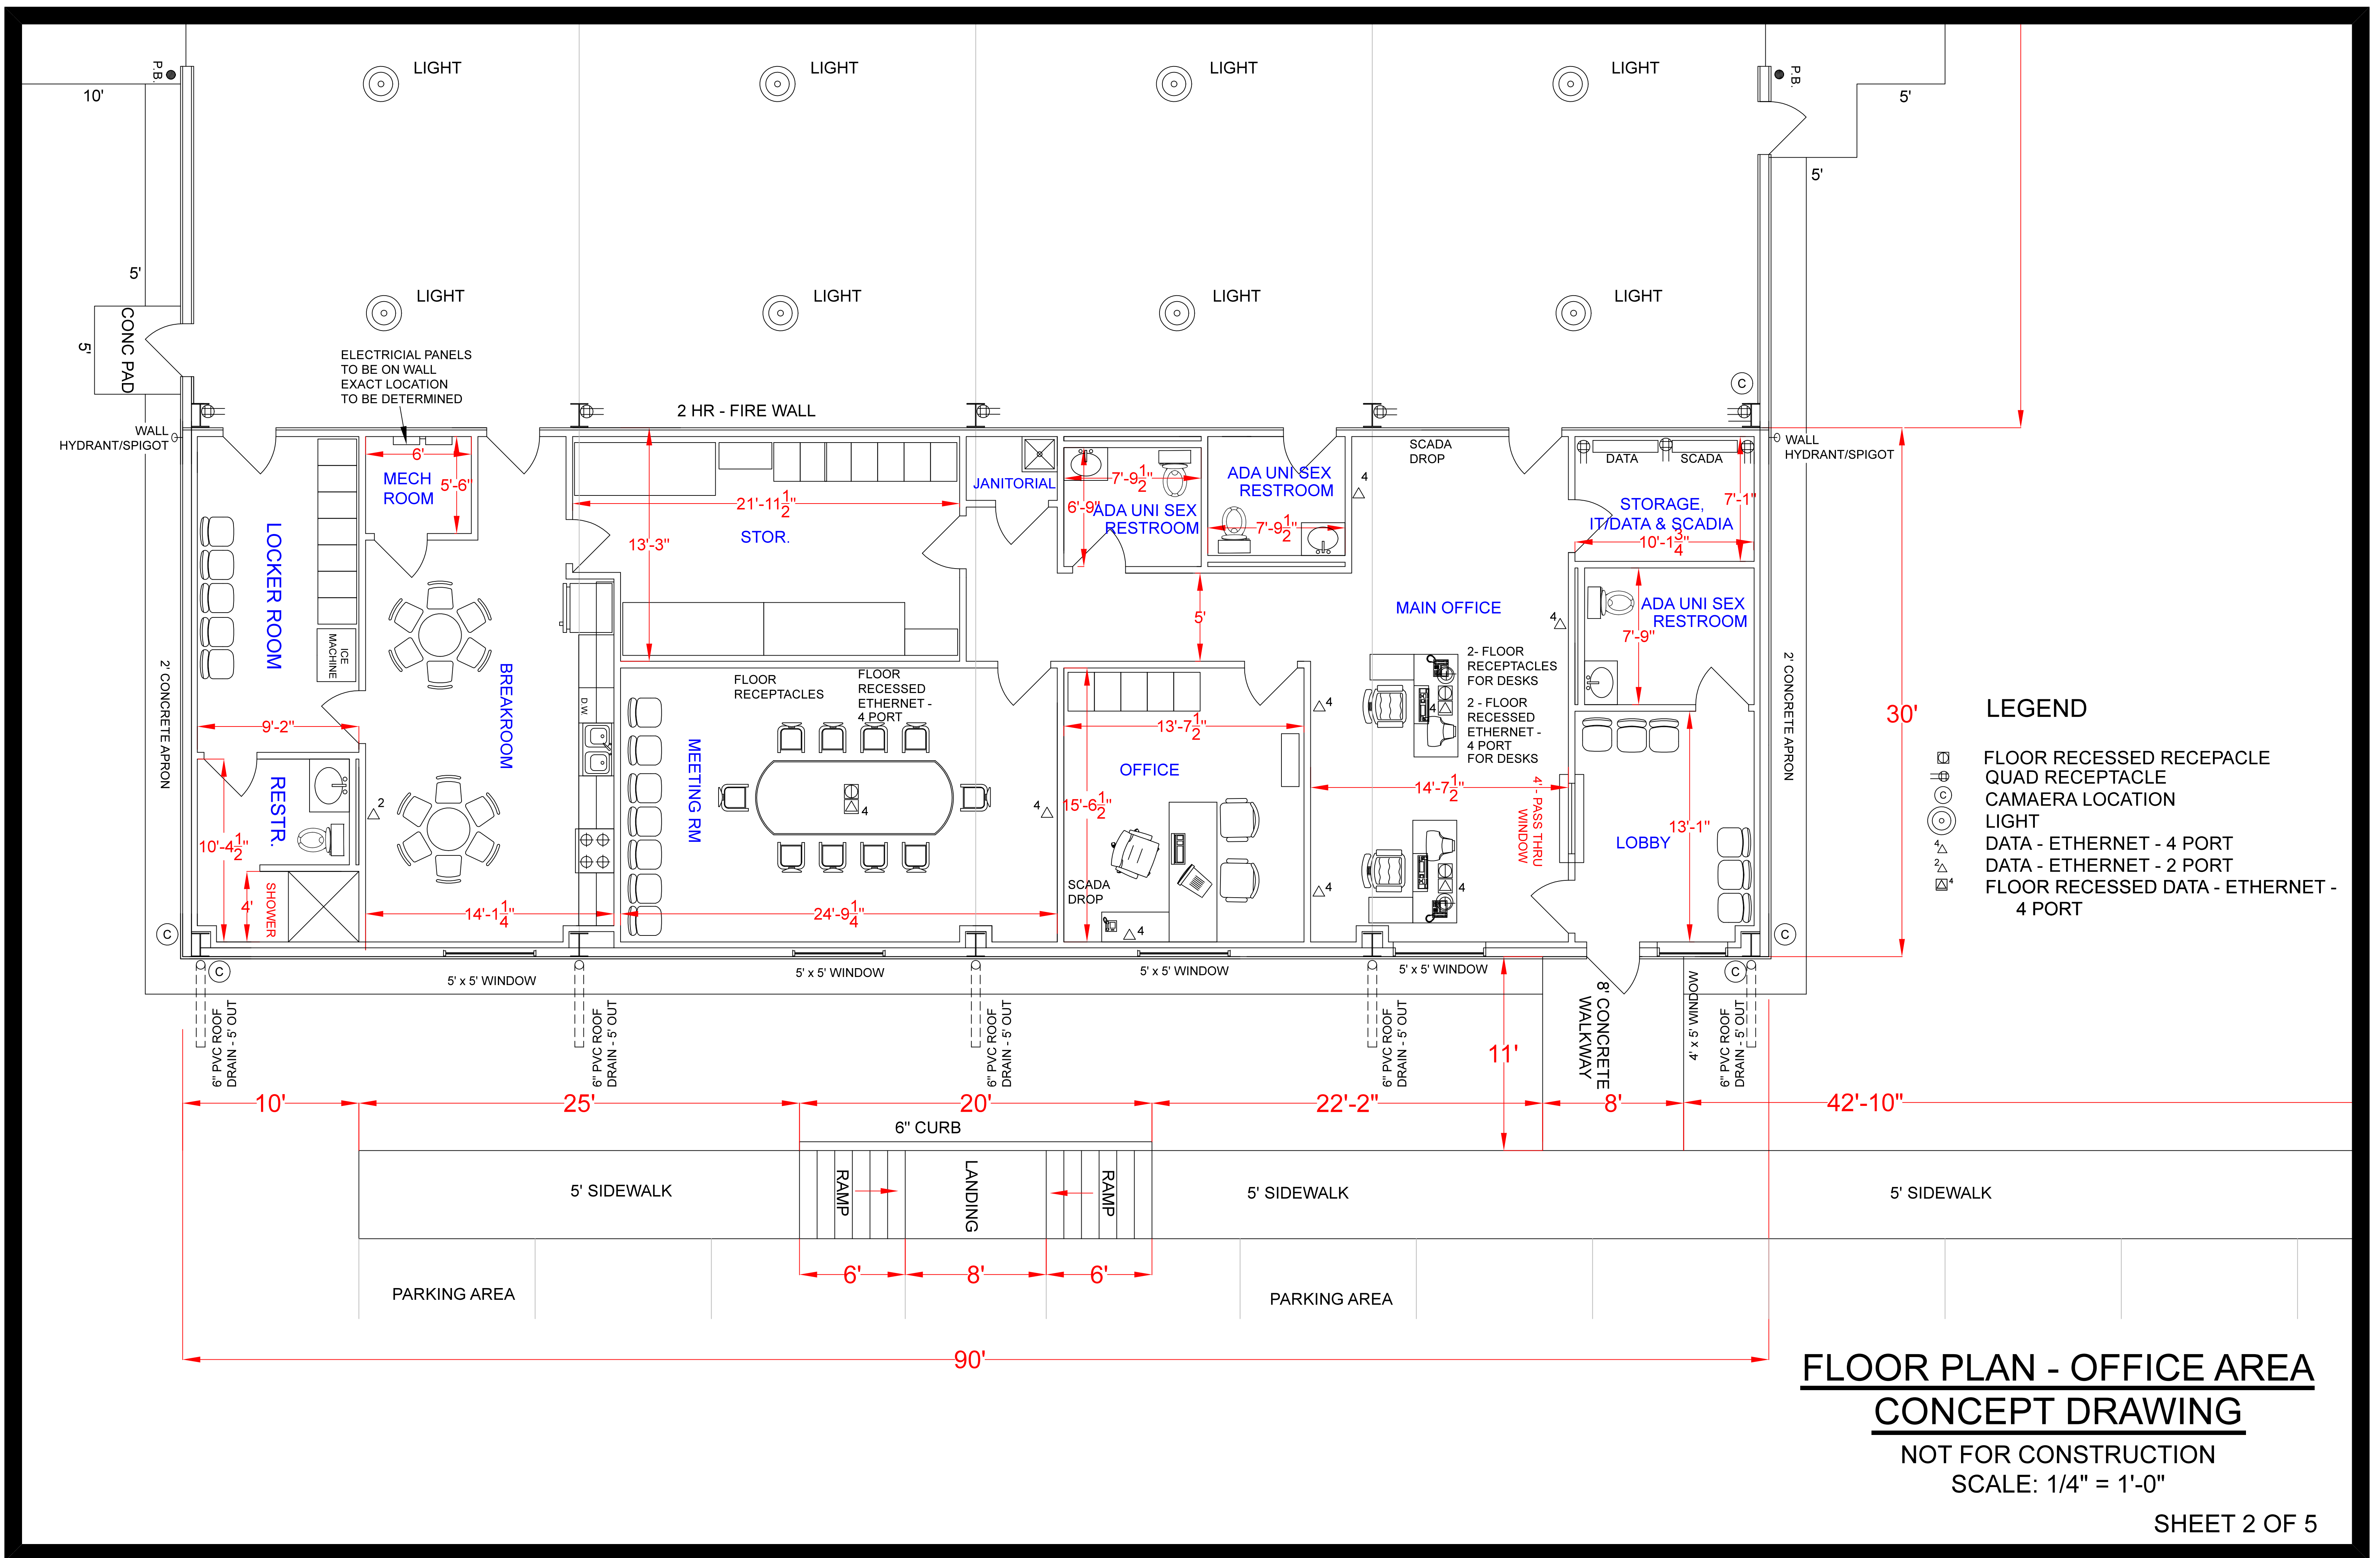 P.B.
LIGHT
LIGHT
LIGHT
LIGHT
P.B.
10'
5'
5'
5'
LIGHT
LIGHT
LIGHT
LIGHT
CONC PAD
5'
ELECTRICIAL PANELS
TO BE ON WALL
EXACT LOCATION
TO BE DETERMINED
C
2 HR - FIRE WALL
WALL
HYDRANT/SPIGOT
WALL
HYDRANT/SPIGOT
SCADA
DROP
DATA
SCADA
6'
MECH
ROOM
5'-6"
21'-11 1/2"
STOR.
13'-3"
JANITORIAL
7'-9 1/2"
6'-9"
ADA UNI SEX
RESTROOM
ADA UNI SEX
RESTROOM
7'-9 1/2"
4
STORAGE,
IT/DATA & SCADIA
7'-1"
10'-1 3/4"
LOCKER ROOM
ICE
MACHINE
BREAKROOM
5'
MAIN OFFICE
4
ADA UNI SEX
RESTROOM
7'-9"
2' CONCRETE APRON
2' CONCRETE APRON
D.W.
FLOOR
RECEPTACLES
FLOOR
RECESSED
ETHERNET -
4 PORT
2- FLOOR
RECEPTACLES
FOR DESKS
2 - FLOOR
RECESSED
ETHERNET -
4 PORT
FOR DESKS
4
4
9'-2"
13'-7 1/2"
OFFICE
MEETING RM
RESTR.
2
4
4
15'-6 1/2"
14'-7 1/2"
4' - PASS THRU
WINDOW
13'-1"
LOBBY
10'-4 1/2"
4'
SHOWER
14'-1 1/4"
24'-9 1/4"
SCADA
DROP
4
4
4
30'
LEGEND
FLOOR RECESSED RECEPACLE
QUAD RECEPTACLE
C
CAMAERA LOCATION
LIGHT
4
DATA - ETHERNET - 4 PORT
2
DATA - ETHERNET - 2 PORT
4
FLOOR RECESSED DATA - ETHERNET -
4 PORT
C
C
C
C
5' x 5' WINDOW
5' x 5' WINDOW
5' x 5' WINDOW
5' x 5' WINDOW
4' x 5' WINDOW
6" PVC ROOF
DRAIN - 5' OUT
6" PVC ROOF
DRAIN - 5' OUT
6" PVC ROOF
DRAIN - 5' OUT
6" PVC ROOF
DRAIN - 5' OUT
6" PVC ROOF
DRAIN - 5' OUT
8' CONCRETE
WALKWAY
11'
10'
25'
20'
22'-2"
8'
42'-10"
6" CURB
5' SIDEWALK
RAMP
LANDING
RAMP
5' SIDEWALK
5' SIDEWALK
6'
8'
6'
PARKING AREA
PARKING AREA
90'
FLOOR PLAN - OFFICE AREA
CONCEPT DRAWING
NOT FOR CONSTRUCTION
SCALE: 1/4" = 1'-0"
SHEET 2 OF 5